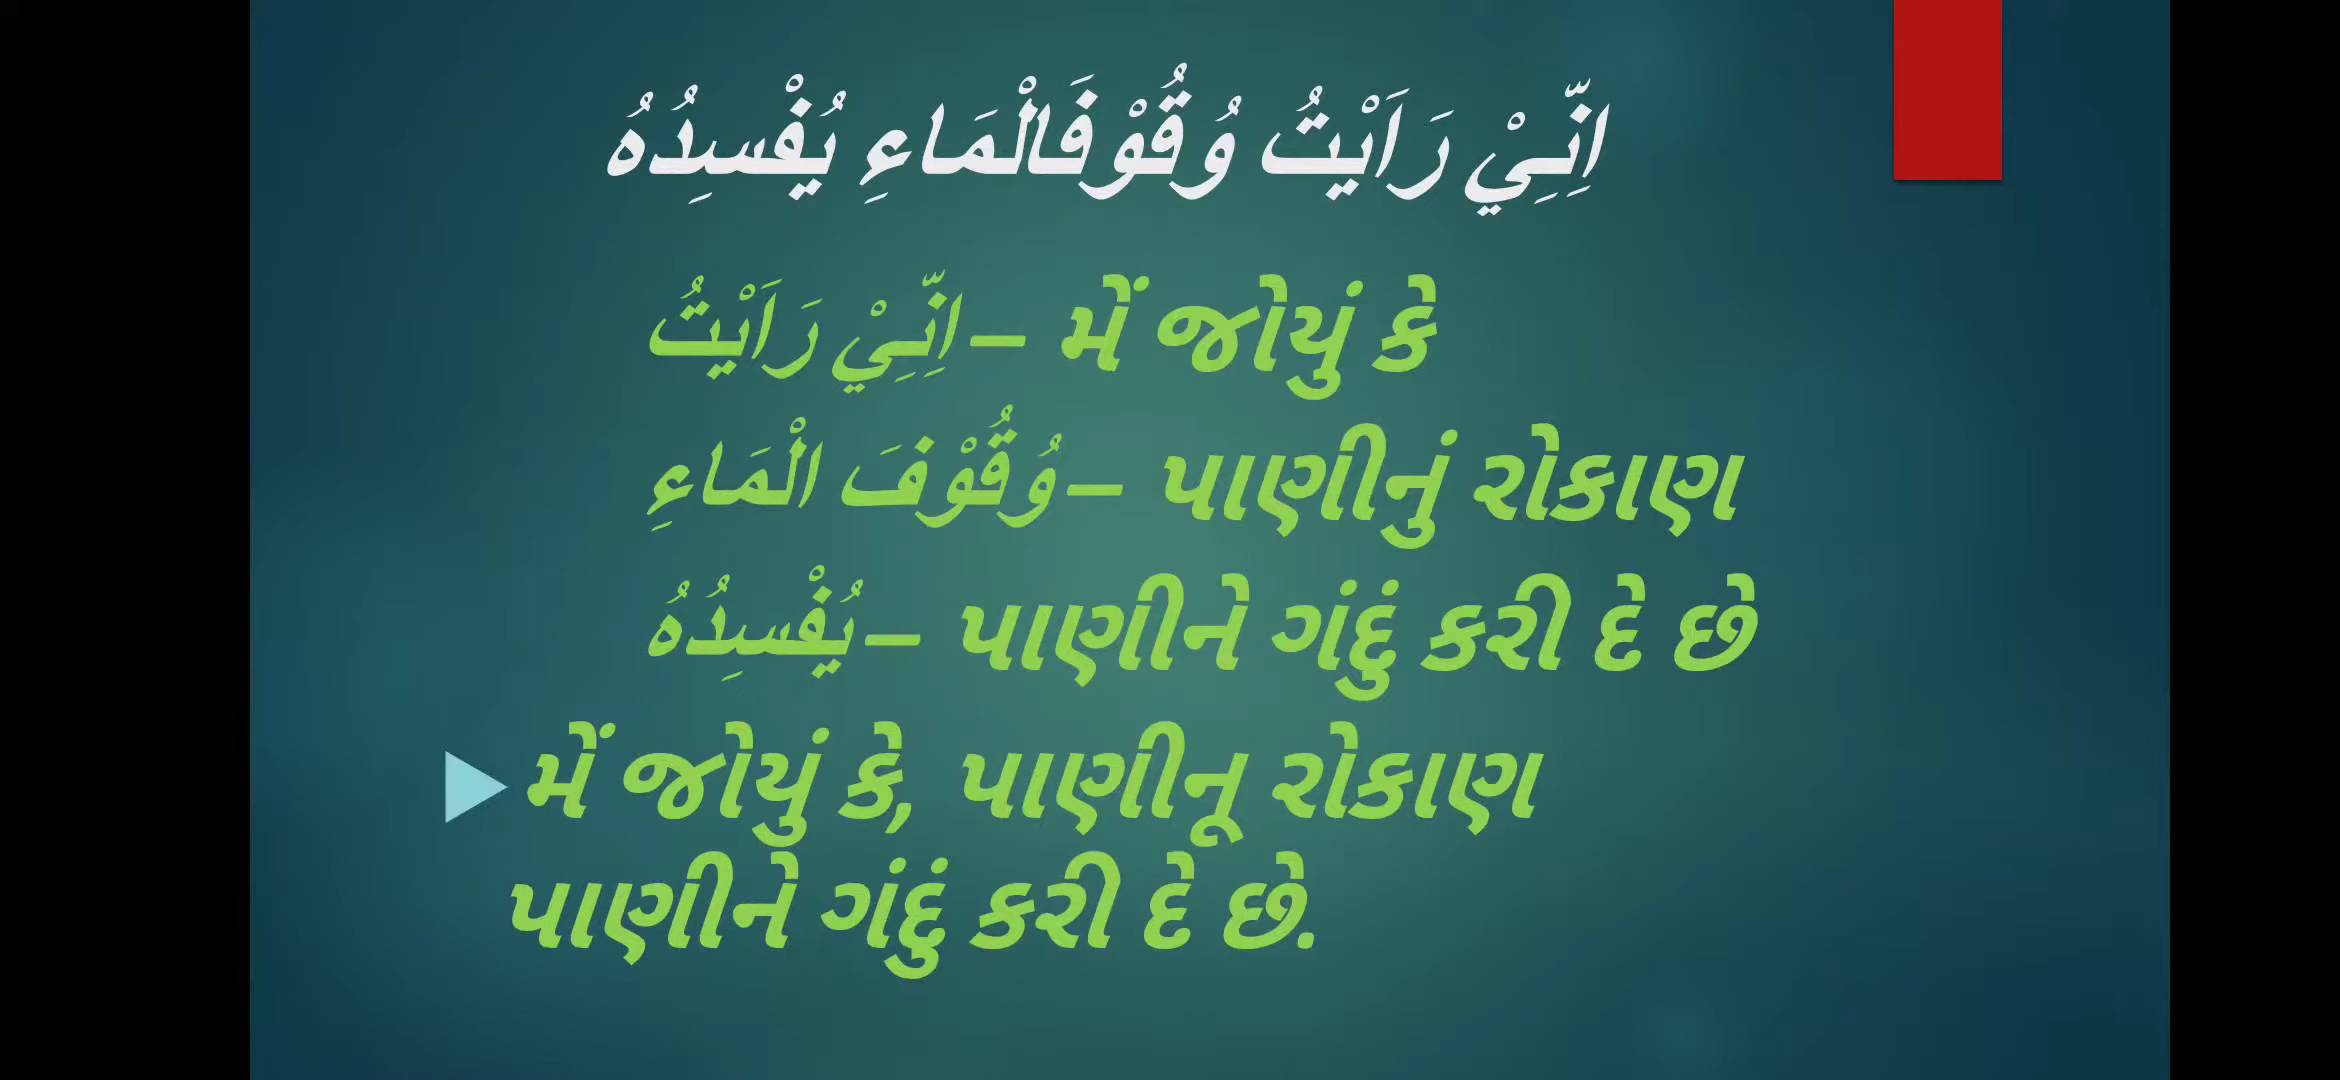 اِنِّيْ رَاَيْتُ وُقُوْفَالْمَاءِ يُفْسِدُهُ
اِنِّيْ رَاَيْتُ – મેં જોયું કે
وُقُوْفَ الْمَاءِ – પાણીનું રોકાણ
يُفْسِدُهُ – પાણીને ગંદું કરી દે છે
મેં જોયું કે, પાણીનૂ રોકાણ
પાણીને ગંદું કરી દે છે.